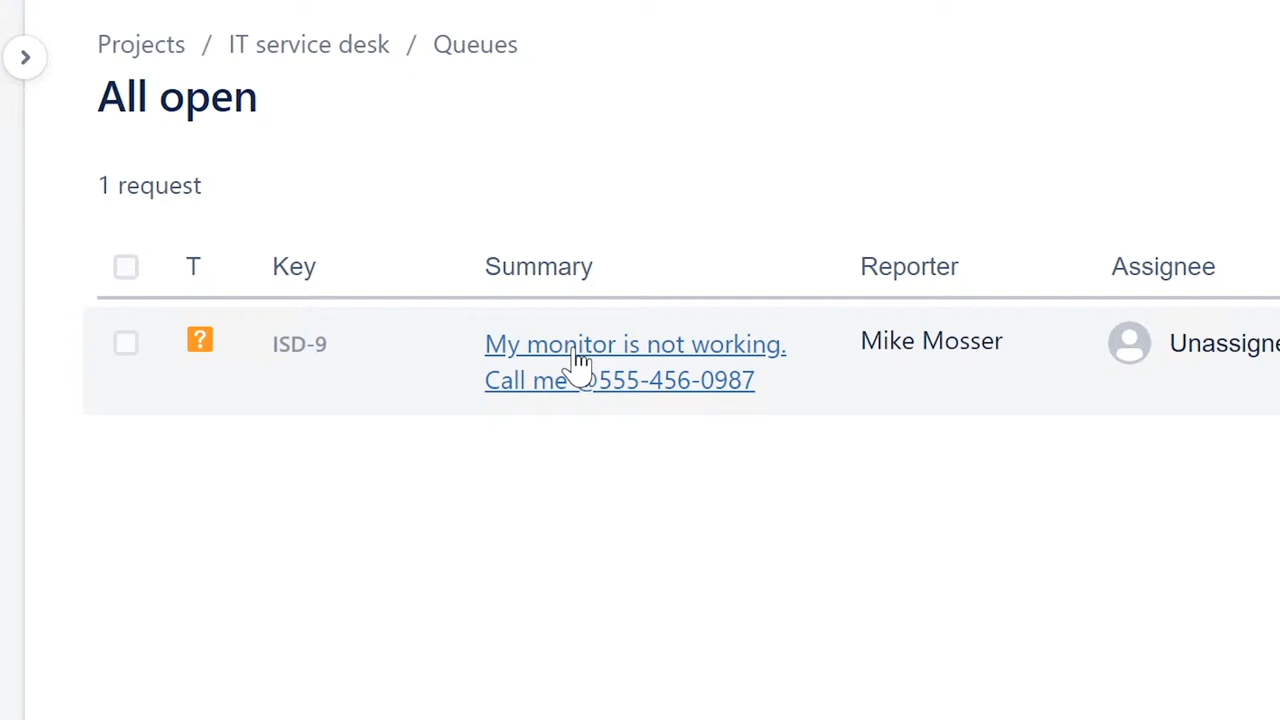 Projects / IT service desk / Queues
All open
1 request
T Key Summary Reporter Assignee
? ISD-9 My monitor is not working. Mike Mosser
Call me 555-456-0987